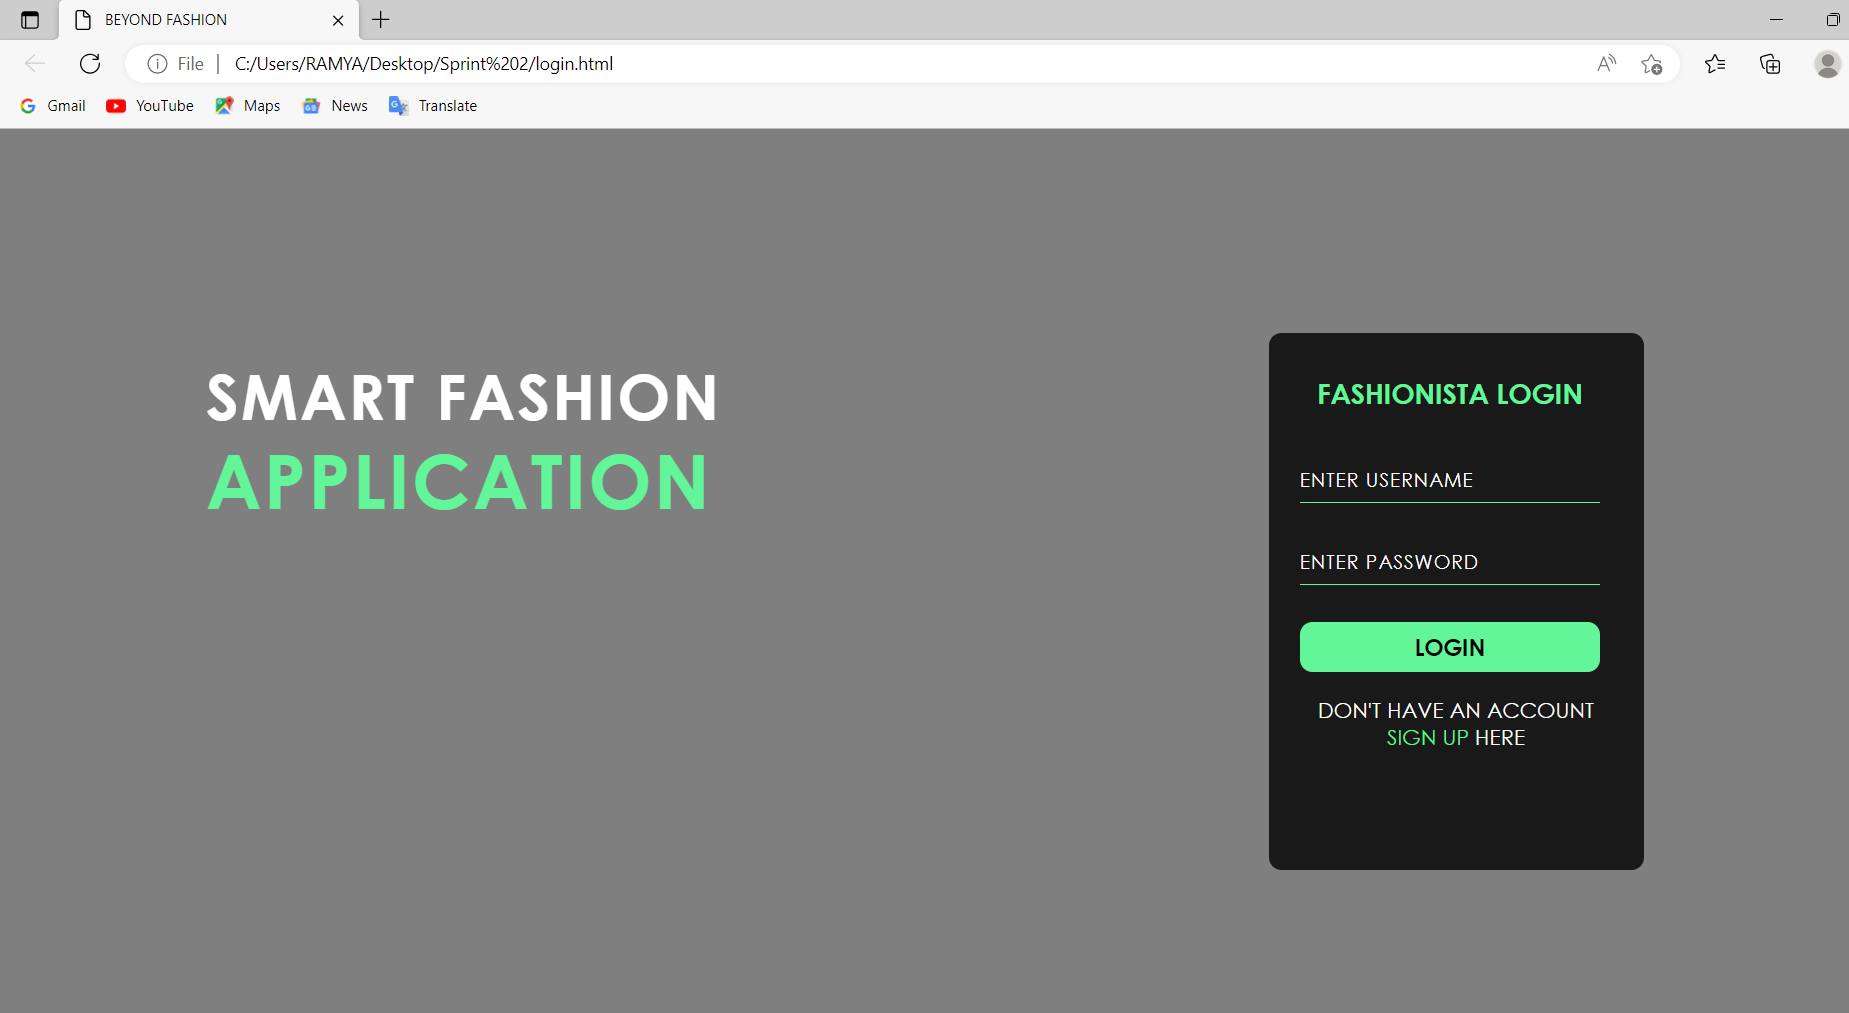 BEYOND FASHION
File | C:/Users/RAMYA/Desktop/Sprint%202/login.html
Gmail YouTube Maps News Translate
SMART FASHION
APPLICATION
FASHIONISTA LOGIN
ENTER USERNAME
ENTER PASSWORD
LOGIN
DON'T HAVE AN ACCOUNT
SIGN UP HERE